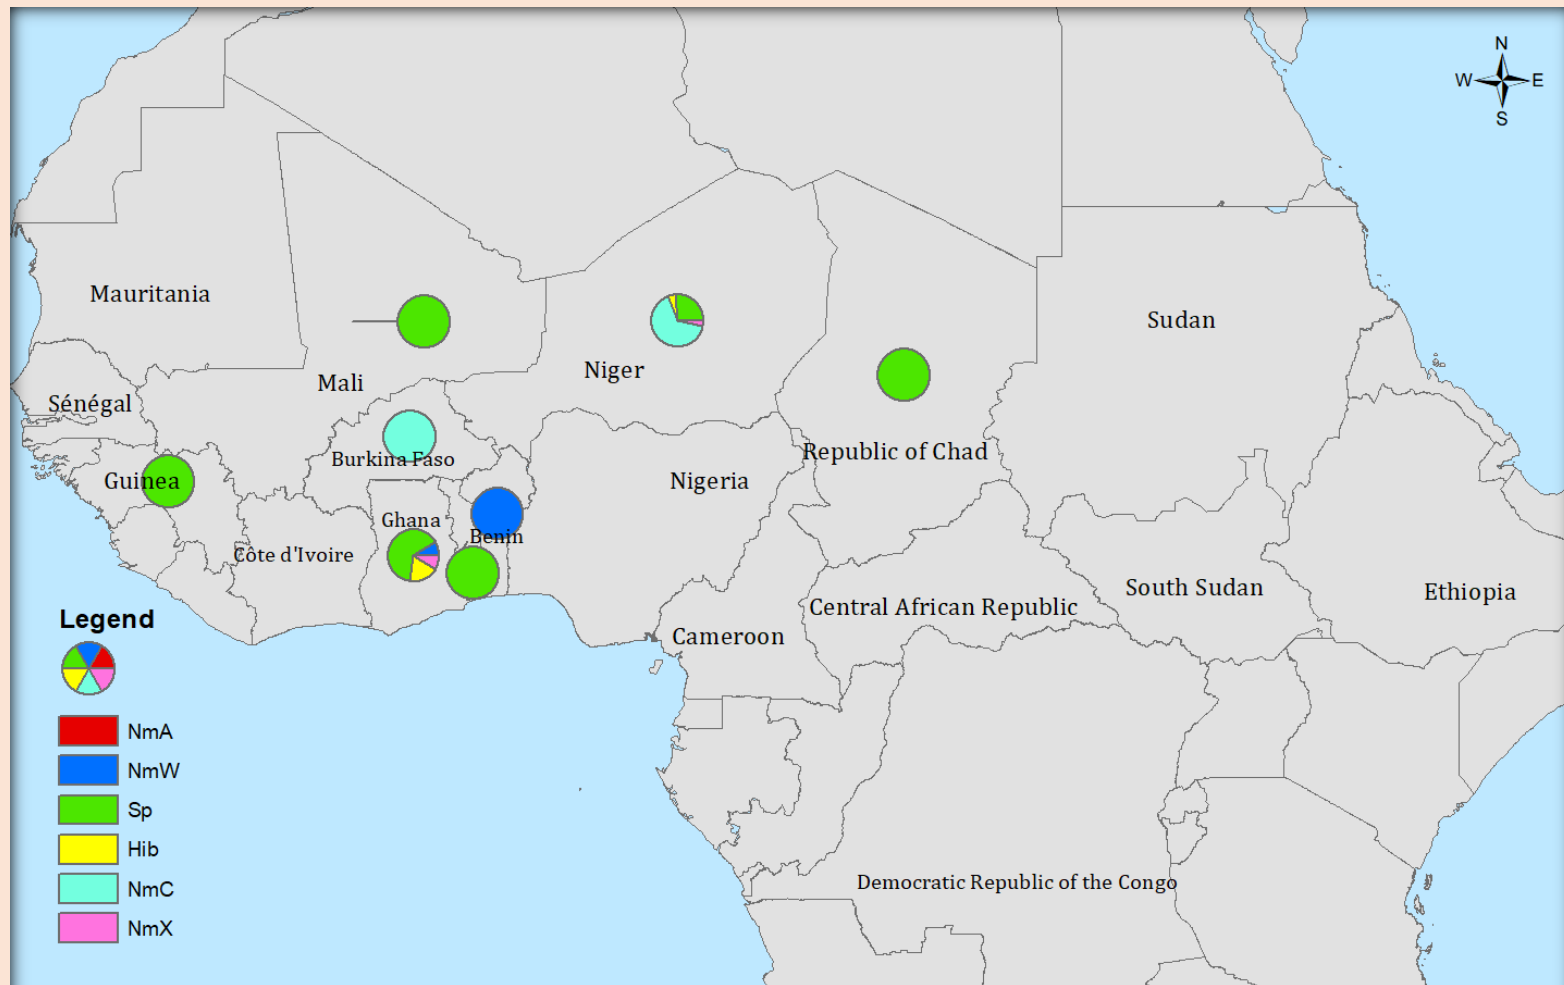 N
W E
S
Mauritania
Sudan
Niger
Mali
Sénégal
Republic of Chad
Burkina Faso
Guinea
Nigeria
Ghana
Benin
Côte d'Ivoire
South Sudan
Ethiopia
Central African Republic
Cameroon
Democratic Republic of the Congo
Legend
NmA
NmW
Sp
Hib
NmC
NmX